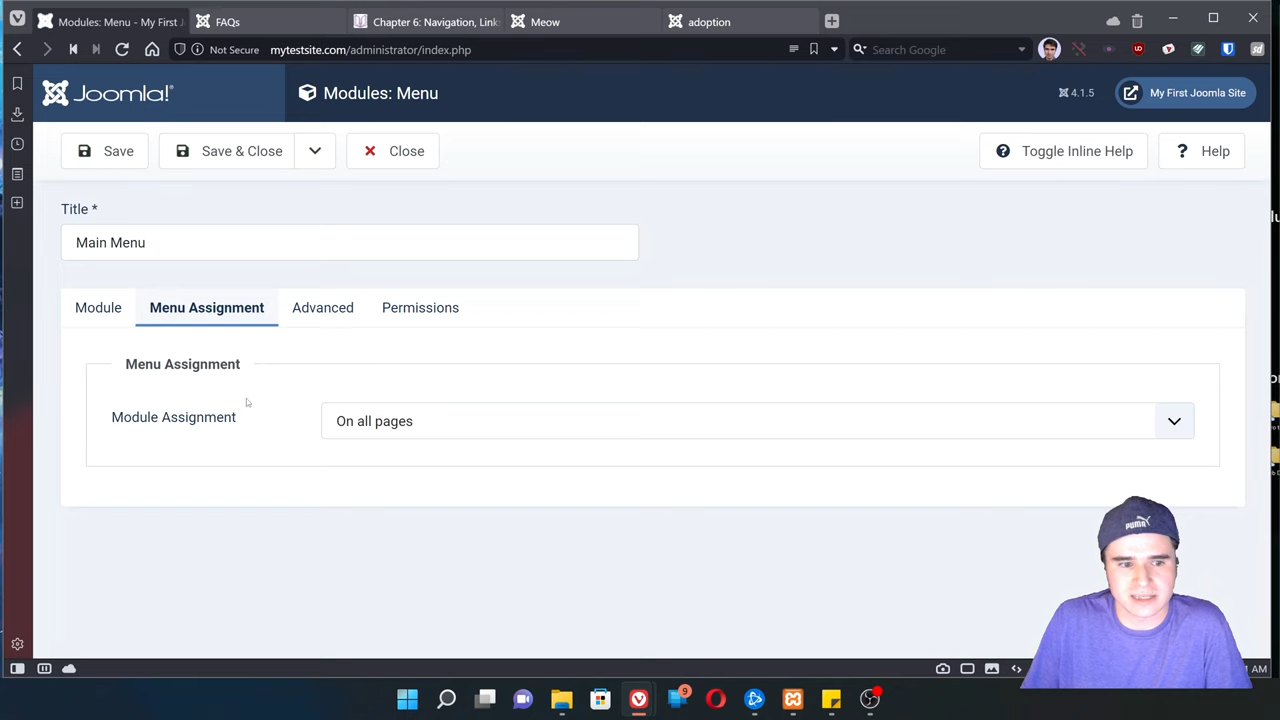 Modules: Menu - My First J
FAQs
Chapter 6: Navigation, Link
Meow
adoption
Not Secure
mytestsite.com/administrator/index.php
Search Google
Joomla!
Modules: Menu
4.1.5
My First Joomla Site
Save
Save & Close
Close
Toggle Inline Help
Help
Title *
Main Menu
Module
Menu Assignment
Advanced
Permissions
Menu Assignment
Module Assignment
On all pages
PUMA
AM
9